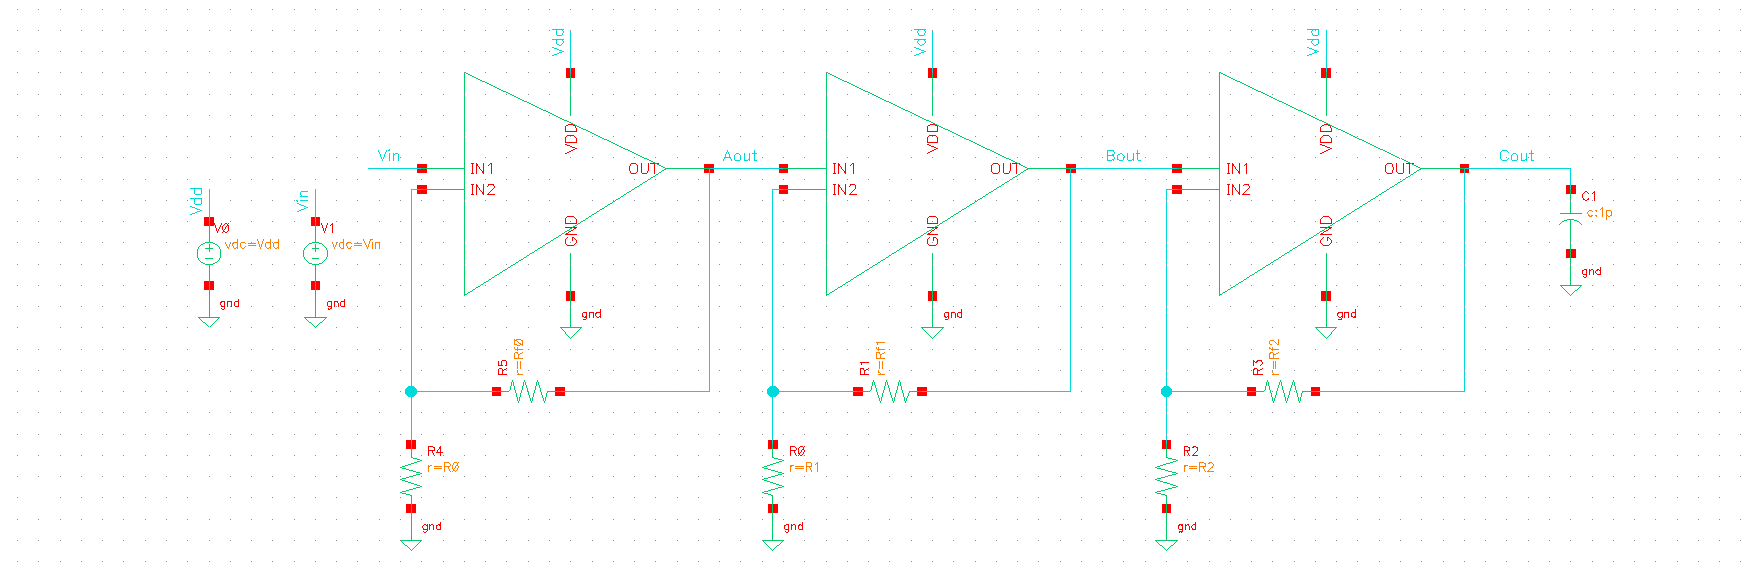 Vdd
Vdd
Vdd
VDD
VDD
VDD
Vin
IN1
IN2
OUT
Aout
IN1
IN2
OUT
Bout
IN1
IN2
OUT
Cout
Vdd
VØ
vdc=Vdd
gnd
Vin
V1
vdc=Vin
gnd
GND
gnd
GND
gnd
GND
gnd
C1
c:1p
gnd
R5
r=RfØ
R1
r=Rf1
R3
r=Rf2
R4
r=RØ
gnd
RØ
r=R1
gnd
R2
r=R2
gnd